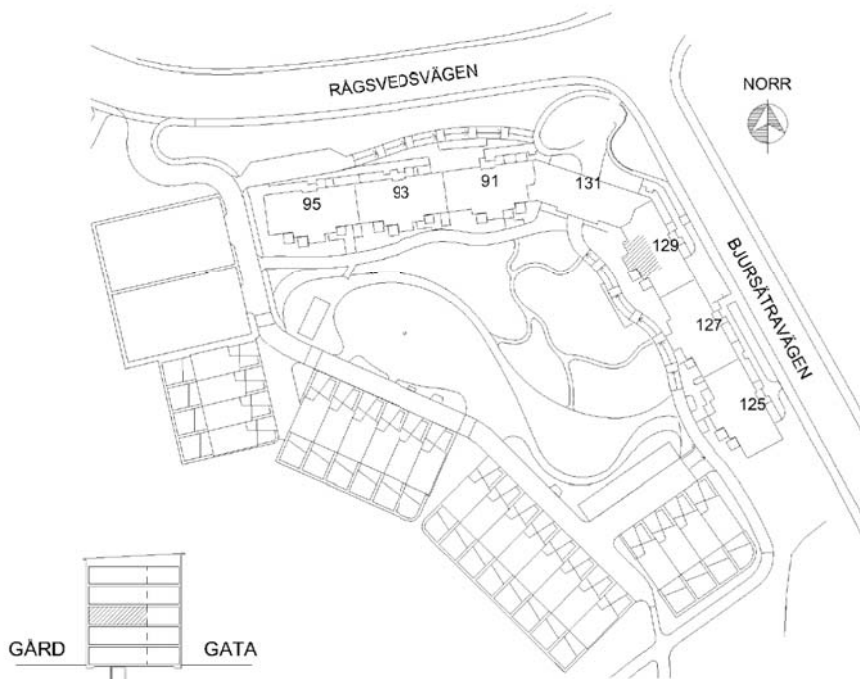 RÅGSVEDSVÄGEN
NORR
95
93
91
131
129
BJURSÄTRAVÄGEN
127
125
GÅRD
GATA